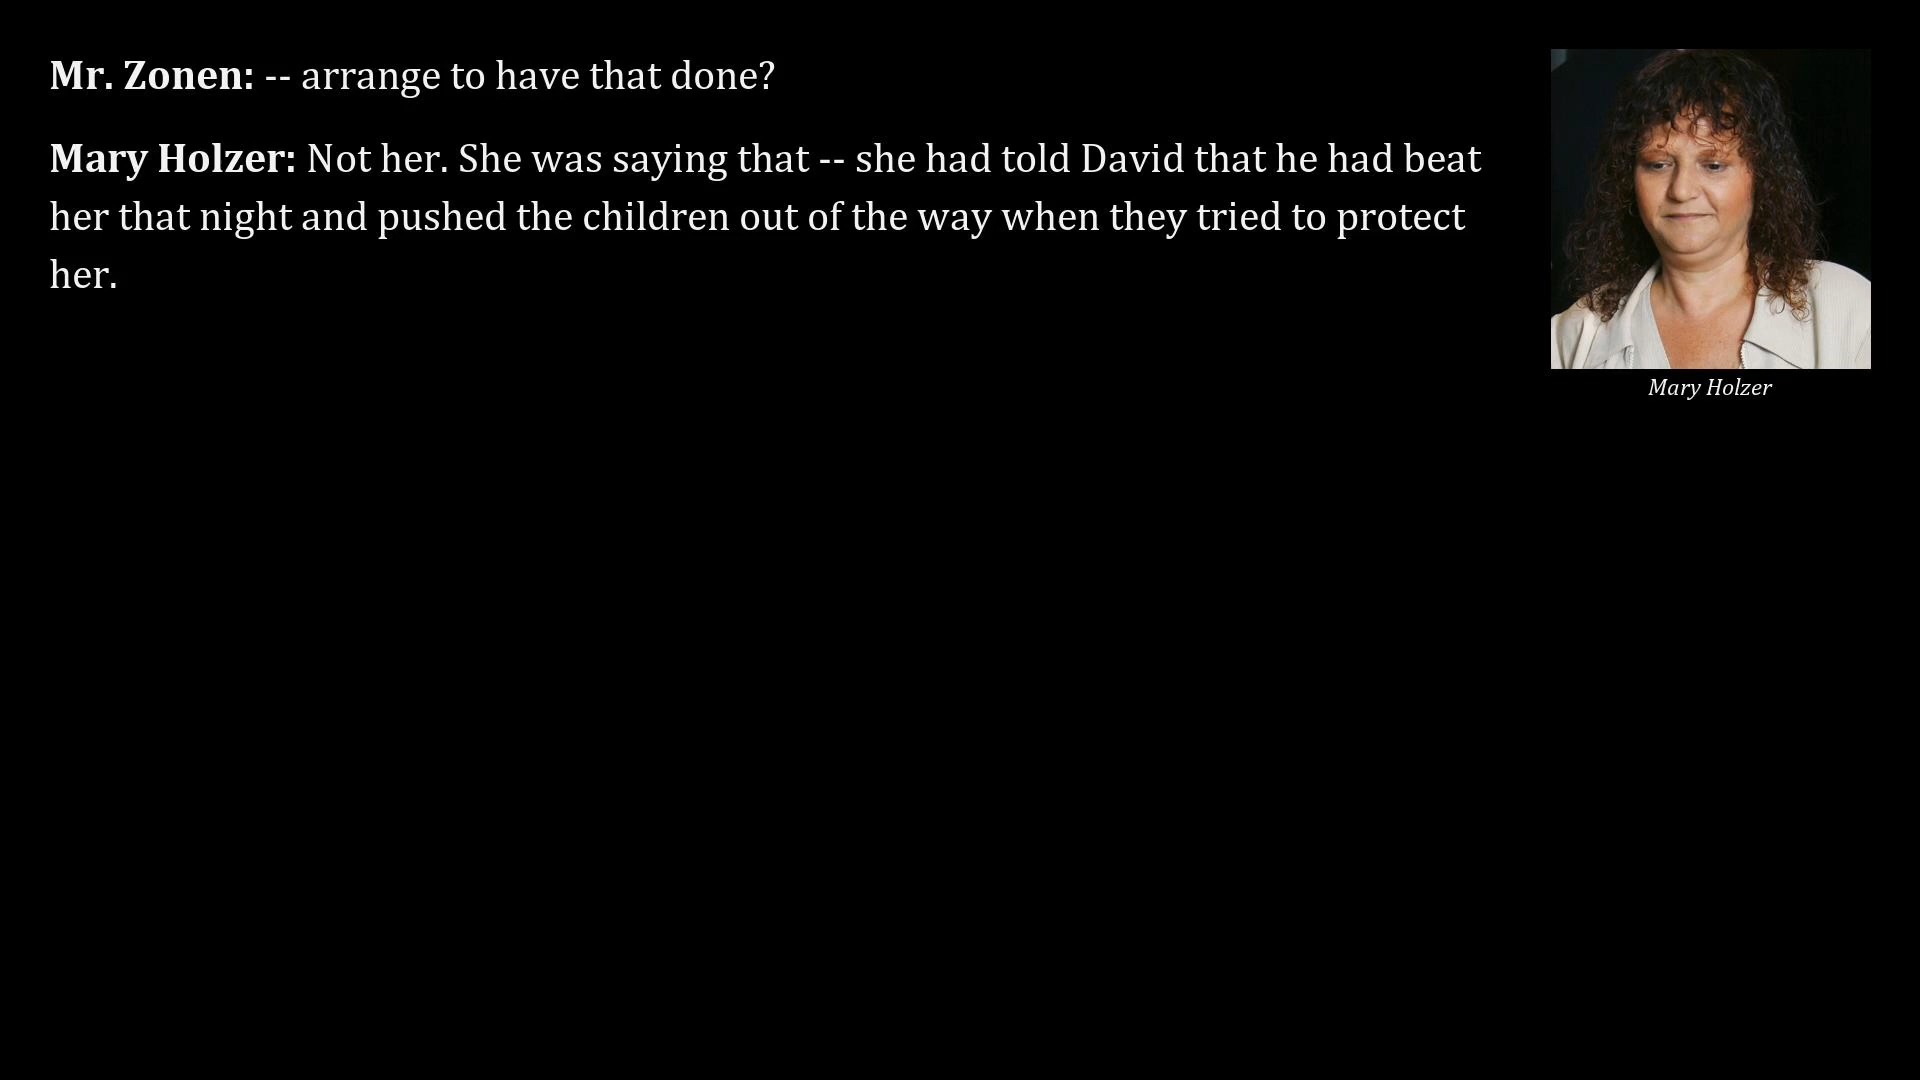 Mr. Zonen: -- arrange to have that done?
Mary Holzer: Not her. She was saying that -- she had told David that he had beat
her that night and pushed the children out of the way when they tried to protect
her.
Mary Holzer